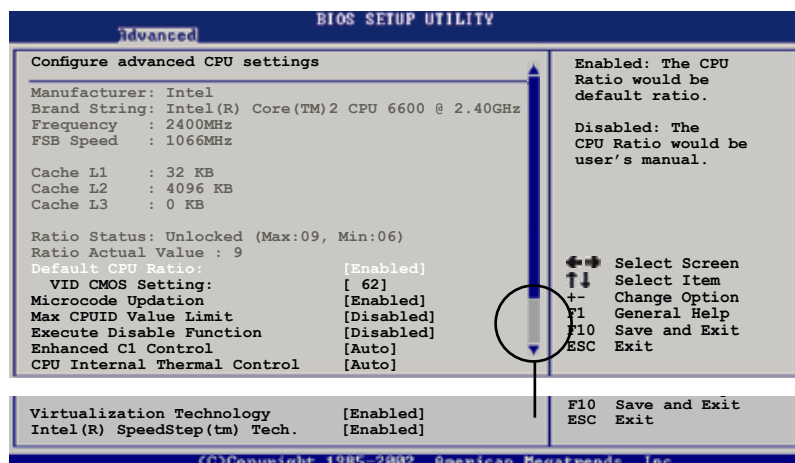 BIOS SETUP UTILITY
Advanced
Configure advanced CPU settings
Manufacturer: Intel
Brand String: Intel(R) Core(TM)2 CPU 6600 @ 2.40GHz
Frequency : 2400MHz
FSB Speed : 1066MHz
Cache L1 : 32 KB
Cache L2 : 4096 KB
Cache L3 : 0 KB
Ratio Status: Unlocked (Max:09, Min:06)
Ratio Actual Value : 9
Default CPU Ratio: [Enabled]
VID CMOS Setting: [ 62]
Microcode Updation [Enabled]
Max CPUID Value Limit [Disabled]
Execute Disable Function [Disabled]
Enhanced C1 Control [Auto]
CPU Internal Thermal Control [Auto]
Enabled: The CPU
Ratio would be
default ratio.
Disabled: The
CPU Ratio would be
user's manual.
Select Screen
Select Item
+- Change Option
F1 General Help
F10 Save and Exit
ESC Exit
Virtualization Technology [Enabled]
Intel(R) SpeedStep(tm) Tech. [Enabled]
F10 Save and Exit
ESC Exit
(C)Copyright 1985-2002 American Megatrends Inc